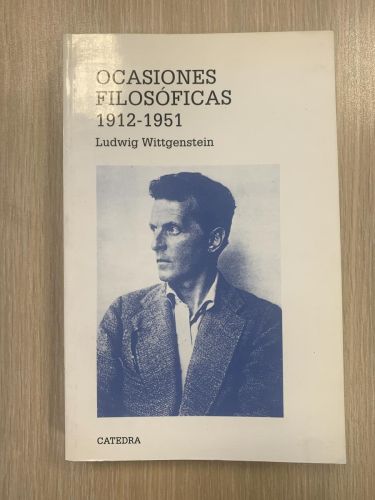 OCASIONES
FILOSÓFICAS
1912-1951
Ludwig Wittgenstein
CATEDRA